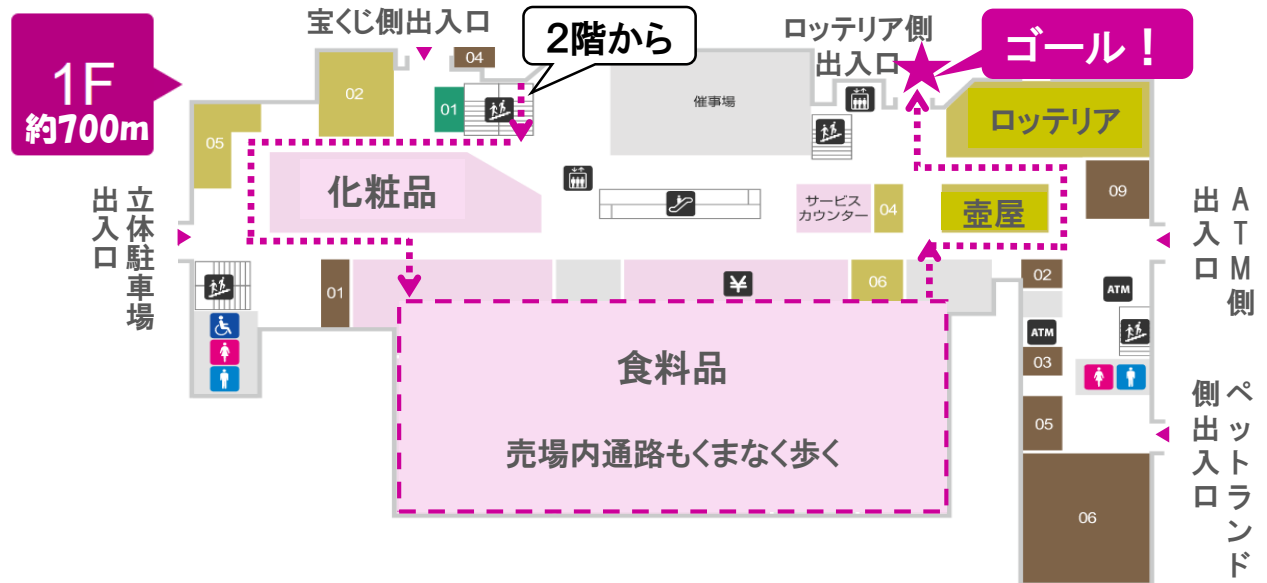 1F
約700m
宝くじ側出入口
2階から
ロッテリア側
出入口
ゴール！
04
02
01
05
催事場
ロッテリア
化粧品
サービス
カウンター
04
壺屋
09
立体駐車場
出入口
ATM側
出入口
01
¥
06
02
ATM
ATM
食料品
03
売場内通路もくまなく歩く
05
06
ペットランド
側出入口